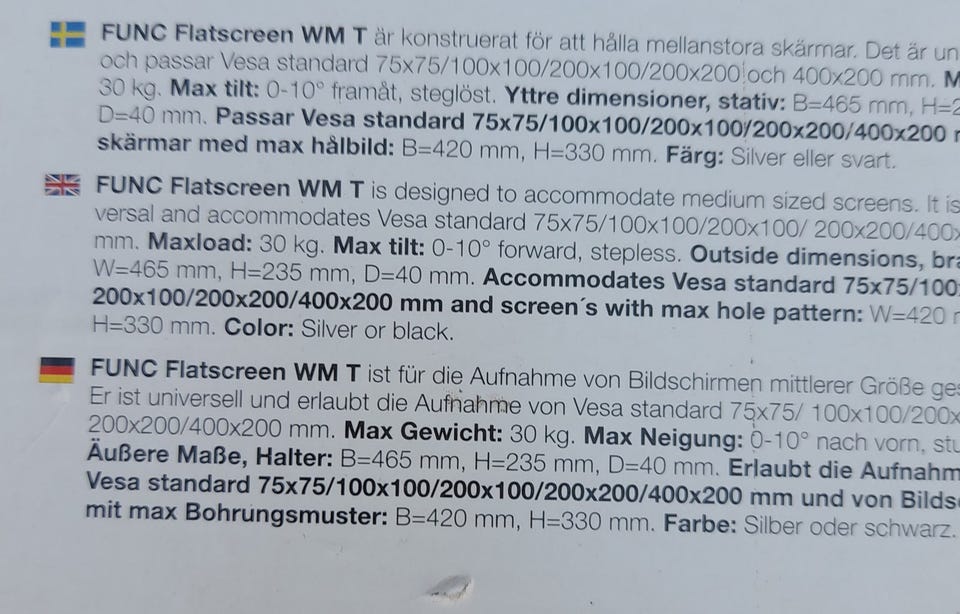 FUNC Flatscreen WM T är konstruerat för att hålla mellanstora skärmar. Det är un
och passar Vesa standard 75x75/100x100/200x100/200x200 och 400x200 mm. M
30 kg. Max tilt: 0-10° framåt, steglöst. Yttre dimensioner, stativ: B=465 mm, H=2
D=40 mm. Passar Vesa standard 75x75/100x100/200x100/200x200/400x200
skärmar med max hålbild: B=420 mm, H=330 mm. Färg: Silver eller svart.
FUNC Flatscreen WM T is designed to accommodate medium sized screens. It is
versal and accommodates Vesa standard 75x75/100x100/200x100/ 200x200/400x
mm. Maxload: 30 kg. Max tilt: 0-10° forward, stepless. Outside dimensions, bra
W=465 mm, H=235 mm, D=40 mm. Accommodates Vesa standard 75x75/100
200x100/200x200/400x200 mm and screen´s with max hole pattern: W=420
H=330 mm. Color: Silver or black.
FUNC Flatscreen WM T ist für die Aufnahme von Bildschirmen mittlerer Größe ges
Er ist universell und erlaubt die Aufnahme von Vesa standard 75x75/ 100x100/200x
200x200/400x200 mm. Max Gewicht: 30 kg. Max Neigung: 0-10° nach vorn, stu
Äußere Maße, Halter: B=465 mm, H=235 mm, D=40 mm. Erlaubt die Aufnahm
Vesa standard 75x75/100x100/200x100/200x200/400x200 mm und von Bilds
mit max Bohrungsmuster: B=420 mm, H=330 mm. Farbe: Silber oder schwarz.